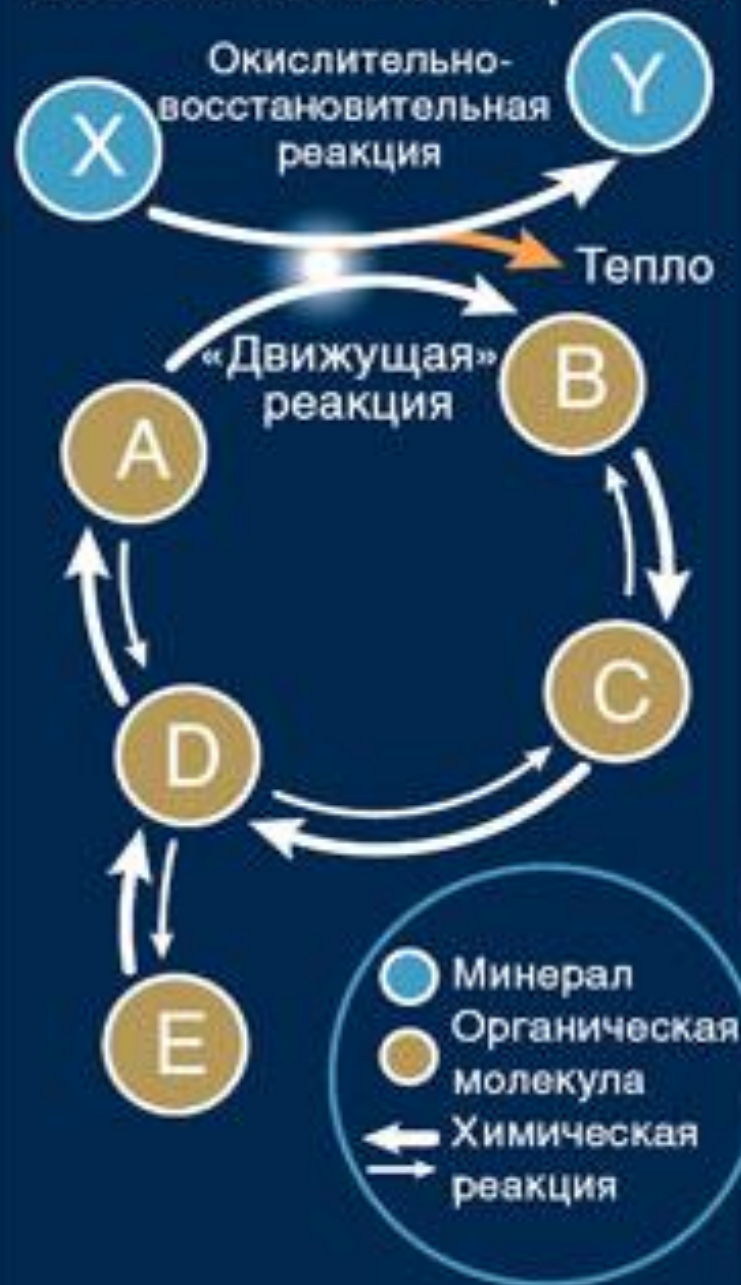 Окислительно-
восстановительная
реакция
X
Y
Тепло
«Движущая»
реакция
A
B
C
D
E
Минерал
Органическая
молекула
Химическая
реакция